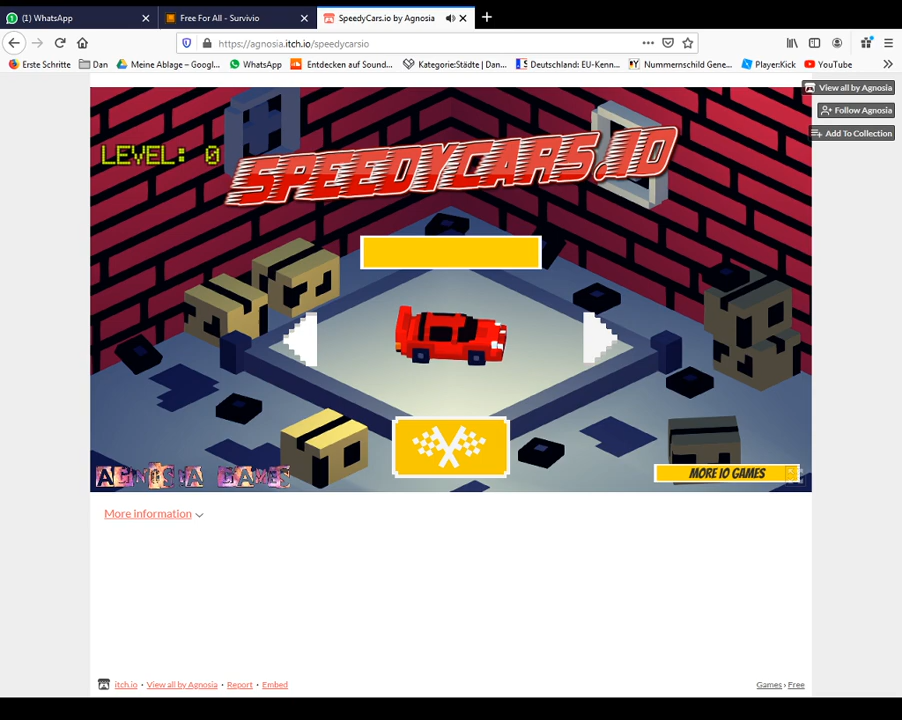 (1) WhatsApp
Free For All - Survivio
SpeedyCars.io by Agnosia
https://agnosia.itch.io/speedycarsio
Erste Schritte
Dan
Meine Ablage – Googl...
WhatsApp
Entdecken auf Sound...
Kategorie:Städte | Dan...
Deutschland: EU-Kenn...
Nummernschild Gene...
Player:Kick
YouTube
View all by Agnosia
Follow Agnosia
Add To Collection
LEVEL: 0
SPEEDYCARS.IO
AGNOSIA GAMES
MORE IO GAMES
More information
itch.io · View all by Agnosia · Report · Embed
Games › Free